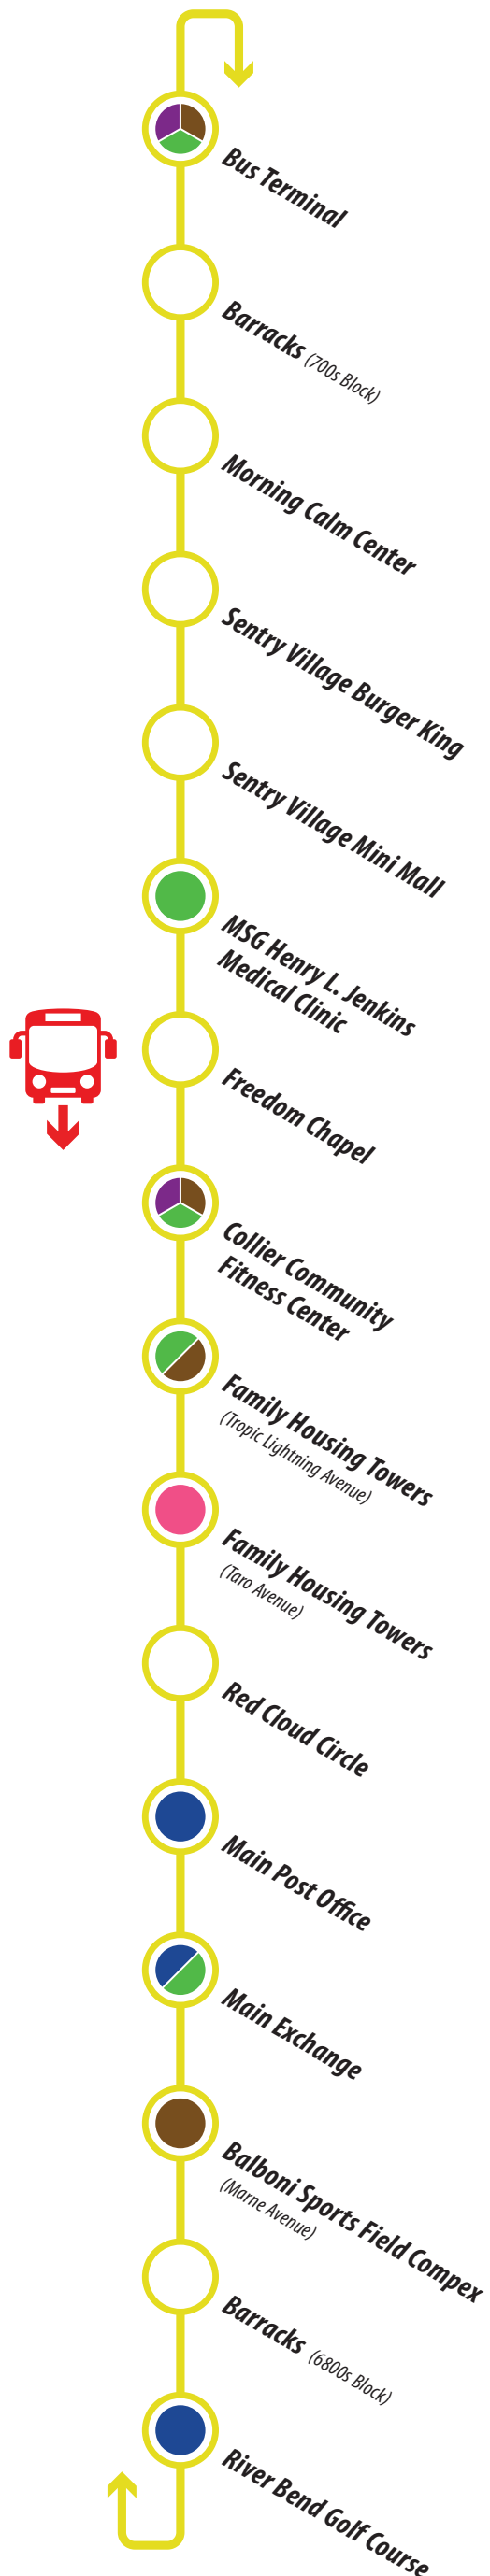 Bus Terminal
Barracks (700s Block)
Morning Calm Center
Sentry Village Burger King
Sentry Village Mini Mall
MSG Henry L. Jenkins
Medical Clinic
Freedom Chapel
Collier Community
Fitness Center
Family Housing Towers
(Tropic Lightning Avenue)
Family Housing Towers
(Taro Avenue)
Red Cloud Circle
Main Post Office
Main Exchange
Balboni Sports Field Compex
(Marne Avenue)
Barracks (6800s Block)
River Bend Golf Course